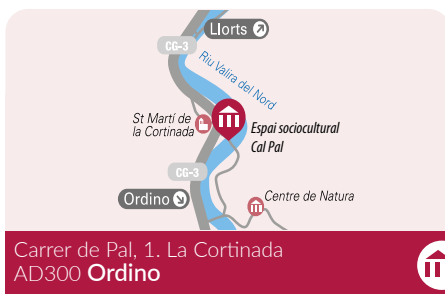 Llorts
CG-3
Riu Valira del Nord
St Martí de
la Cortinada
Espai sociocultural
Cal Pal
CG-3
Ordino
Centre de Natura
Carrer de Pal, 1. La Cortinada
AD300 Ordino